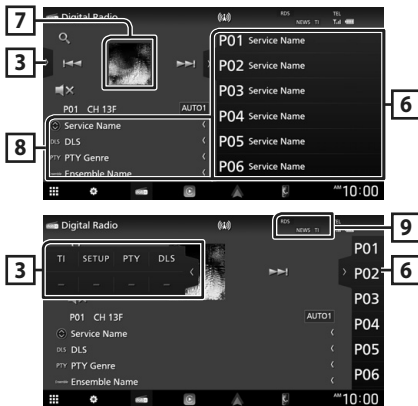 7
Digital Radio
RDS
NEWS TI
TEL
3
P01 CH 13F
AUTO1
8
Service Name
DLS DLS
PTY PTY Genre
Ensemble Name
P01 Service Name
P02 Service Name
P03 Service Name
P04 Service Name
P05 Service Name
P06 Service Name
6
AM 10:00
Digital Radio
RDS
NEWS TI
TEL
9
3
TI SETUP PTY DLS
P01 CH 13F
AUTO1
Service Name
DLS DLS
PTY PTY Genre
Ensemble Name
P01
P02
P03
P04
P05
P06
6
AM 10:00